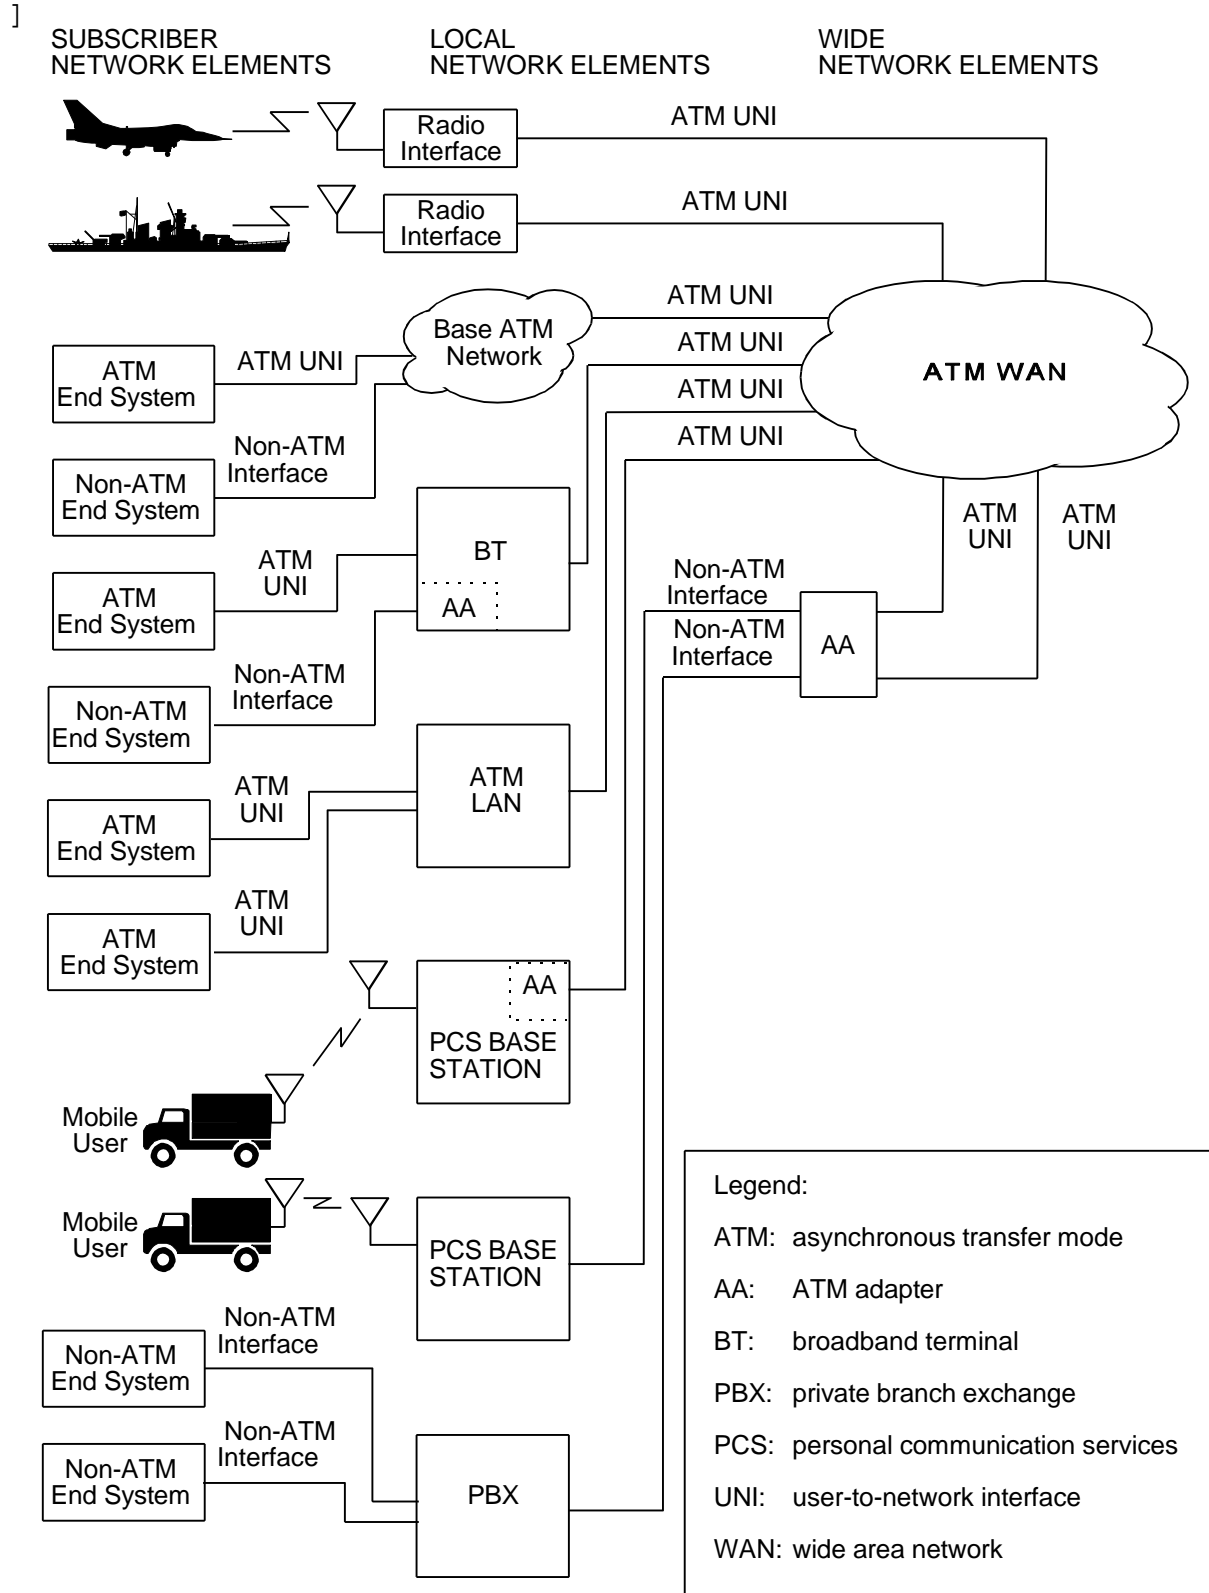 ]
SUBSCRIBER
NETWORK ELEMENTS
LOCAL
NETWORK ELEMENTS
WIDE
NETWORK ELEMENTS
Radio
Interface
ATM UNI
Radio
Interface
ATM UNI
Base ATM
Network
ATM UNI
ATM UNI
ATM UNI
ATM UNI
ATM WAN
ATM
End System
ATM UNI
Non-ATM
End System
Non-ATM
Interface
ATM
End System
ATM
UNI
BT
AA
Non-ATM
End System
Non-ATM
Interface
ATM
UNI
ATM
UNI
Non-ATM
Interface
Non-ATM
Interface
AA
ATM
End System
ATM
UNI
ATM
LAN
ATM
End System
ATM
UNI
AA
PCS BASE
STATION
Mobile
User
Mobile
User
PCS BASE
STATION
Non-ATM
End System
Non-ATM
Interface
Non-ATM
End System
Non-ATM
Interface
PBX
Legend:
ATM: asynchronous transfer mode
AA: ATM adapter
BT: broadband terminal
PBX: private branch exchange
PCS: personal communication services
UNI: user-to-network interface
WAN: wide area network